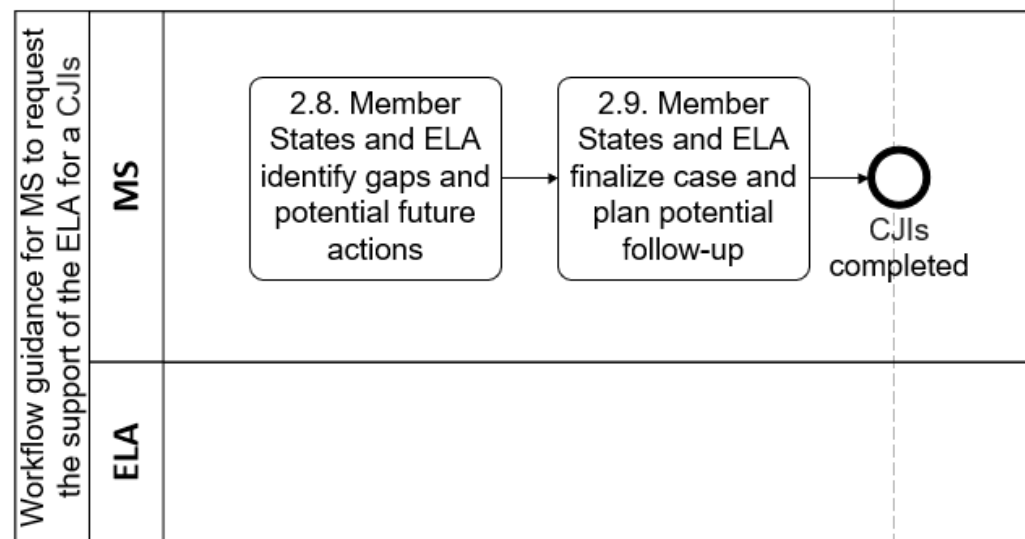 Workflow guidance for MS to request
the support of the ELA for a CJIs
MS
2.8. Member
States and ELA
identify gaps and
potential future
actions
2.9. Member
States and ELA
finalize case and
plan potential
follow-up
CJIs
completed
ELA